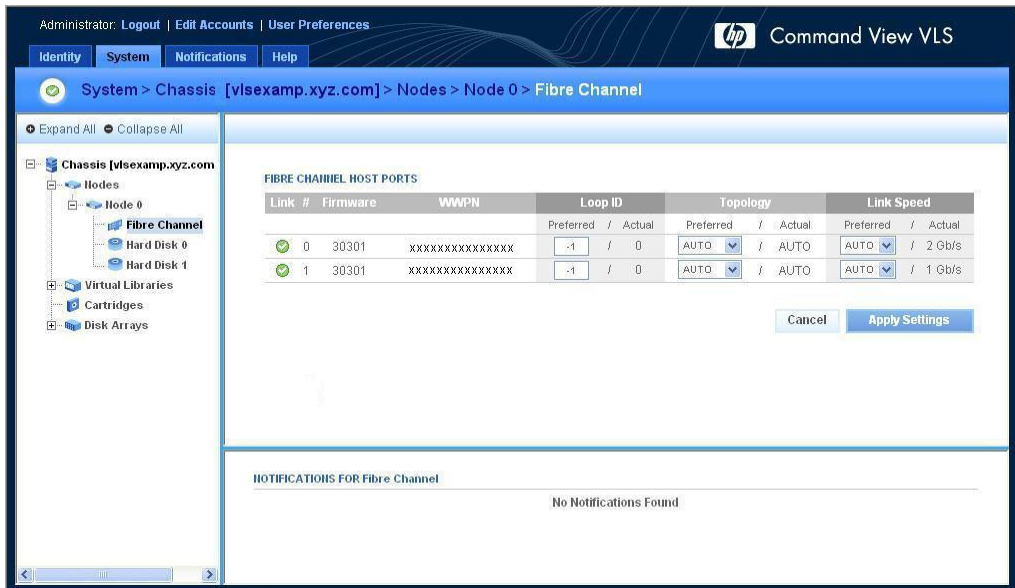 Administrator: Logout | Edit Accounts | User Preferences
hp Command View VLS
Identity System Notifications Help
System > Chassis [vlsexamp.xyz.com] > Nodes > Node 0 > Fibre Channel
Expand All Collapse All
Chassis [vlsexamp.xyz.com
Nodes
Node 0
Fibre Channel
Hard Disk 0
Hard Disk 1
Virtual Libraries
Cartridges
Disk Arrays
FIBRE CHANNEL HOST PORTS
Link # Firmware WWPN Loop ID Topology Link Speed
Preferred / Actual Preferred / Actual Preferred / Actual
0 30301 XXXXXXXXXXXXXXX -1 / 0 AUTO / AUTO AUTO / 2 Gb/s
1 30301 XXXXXXXXXXXXXXX -1 / 0 AUTO / AUTO AUTO / 1 Gb/s
Cancel Apply Settings
NOTIFICATIONS FOR Fibre Channel
No Notifications Found